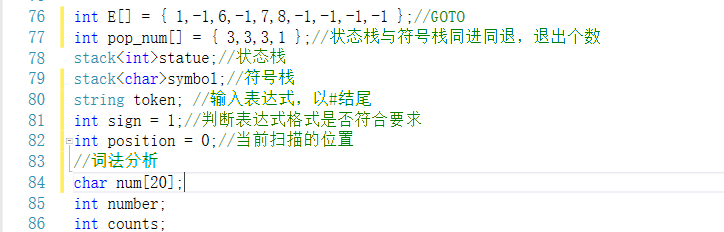 76 int E[] = { 1,-1,6,-1,7,8,-1,-1,-1,-1 };//GOTO
77 int pop_num[] = { 3,3,3,1 };//状态栈与符号栈同进同退，退出个数
78 stack<int>statue;//状态栈
79 stack<char>symbol;//符号栈
80 string token; //输入表达式，以#结尾
81 int sign = 1;//判断表达式格式是否符合要求
82 int position = 0;//当前扫描的位置
83 //词法分析
84 char num[20];
85 int number;
86 int counts;